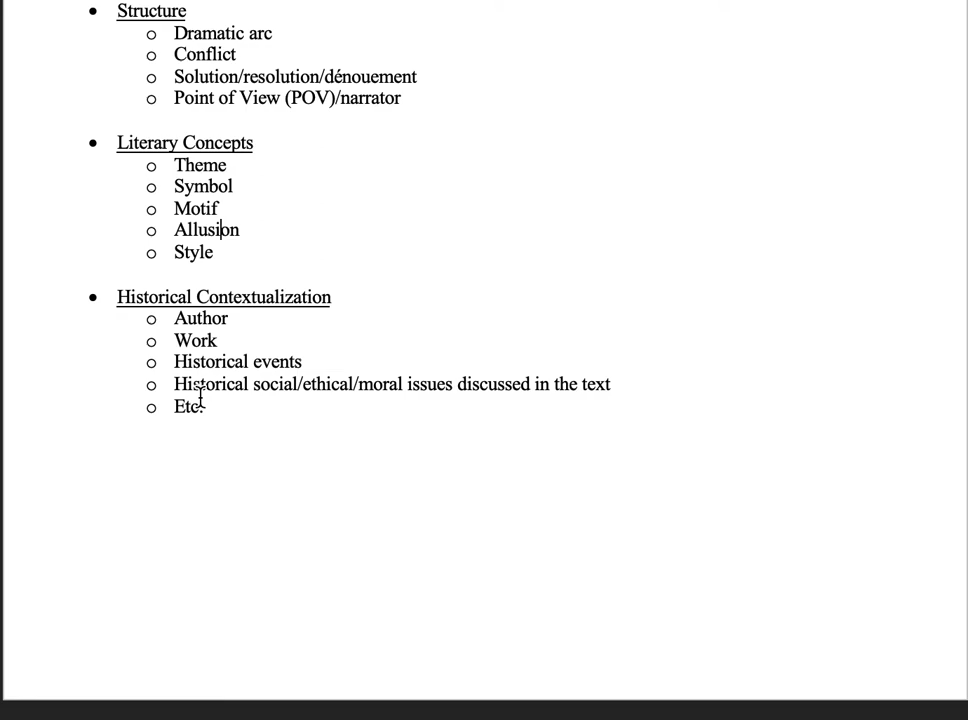 • Structure
o Dramatic arc
o Conflict
o Solution/resolution/dénouement
o Point of View (POV)/narrator
• Literary Concepts
o Theme
o Symbol
o Motif
o Allusion
o Style
• Historical Contextualization
o Author
o Work
o Historical events
o Historical social/ethical/moral issues discussed in the text
o Etc.